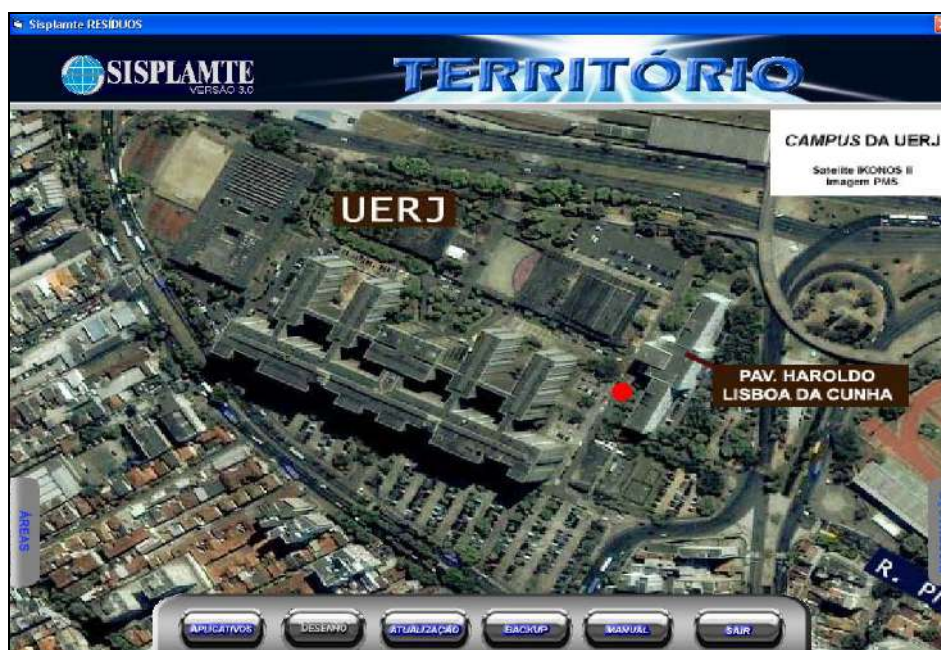 Sisplamte RESÍDUOS
SISPLAMTE
VERSÃO 3.0
TERRITÓRIO
CAMPUS DA UERJ
Satelite IKONOS II
Imagem PMS
UERJ
PAV. HAROLDO
LISBOA DA CUNHA
ÁREAS
R.
APLICATIVOS
DESENHO
ATUALIZAÇÃO
BACKUP
MANUAL
SAIR